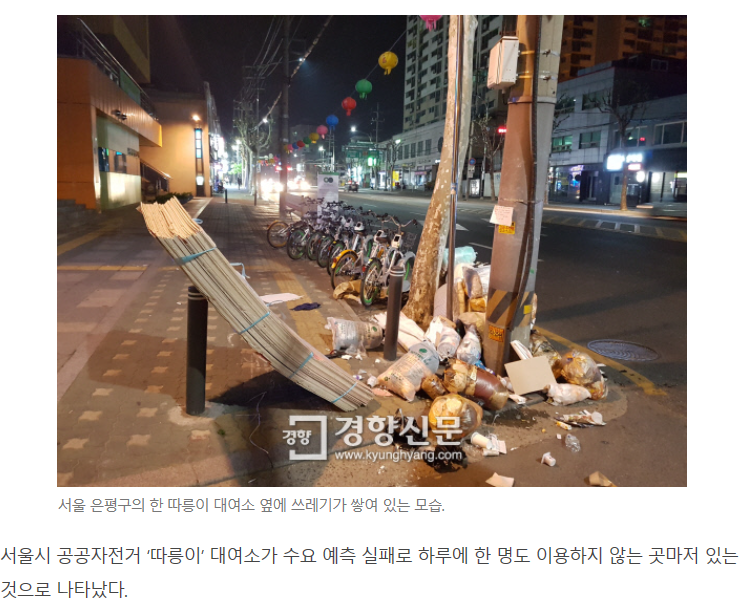 경향 경향신문
www.kyunghyang.com
서울 은평구의 한 따릉이 대여소 옆에 쓰레기가 쌓여 있는 모습.
서울시 공공자전거 ‘따릉이’ 대여소가 수요 예측 실패로 하루에 한 명도 이용하지 않는 곳마저 있는
것으로 나타났다.